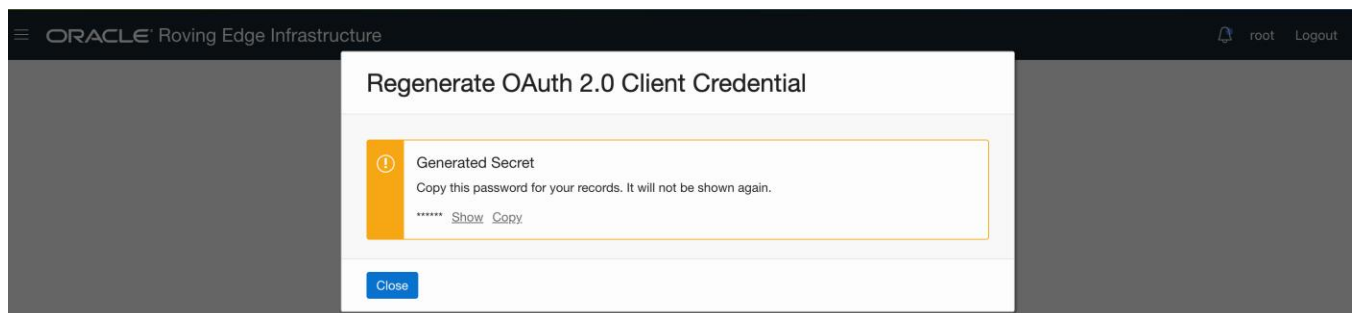 ORACLE Roving Edge Infrastructure
root Logout
Regenerate OAuth 2.0 Client Credential
Generated Secret
Copy this password for your records. It will not be shown again.
****** Show Copy
Close